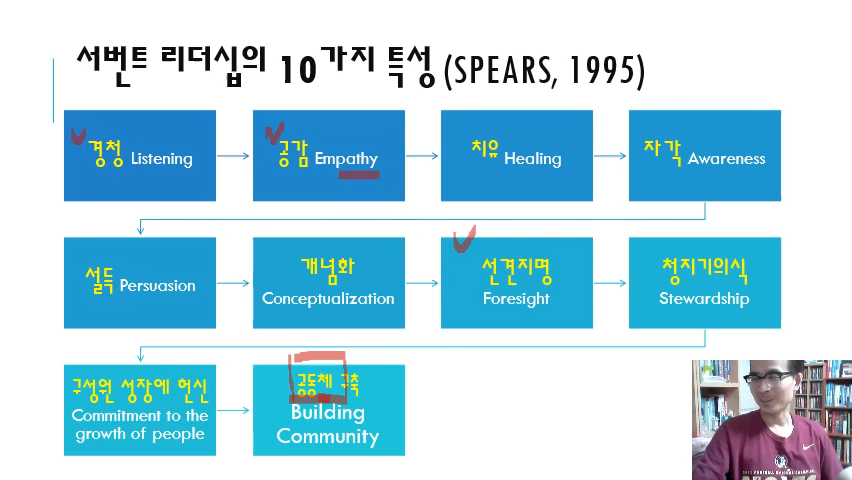 서번트 리더십의 10가지 특성 (SPEARS, 1995)
경청 Listening
공감 Empathy
치유 Healing
자각 Awareness
설득 Persuasion
개념화
Conceptualization
선견지명
Foresight
청지기의식
Stewardship
구성원 성장에 헌신
Commitment to the
growth of people
공동체 구축
Building
Community